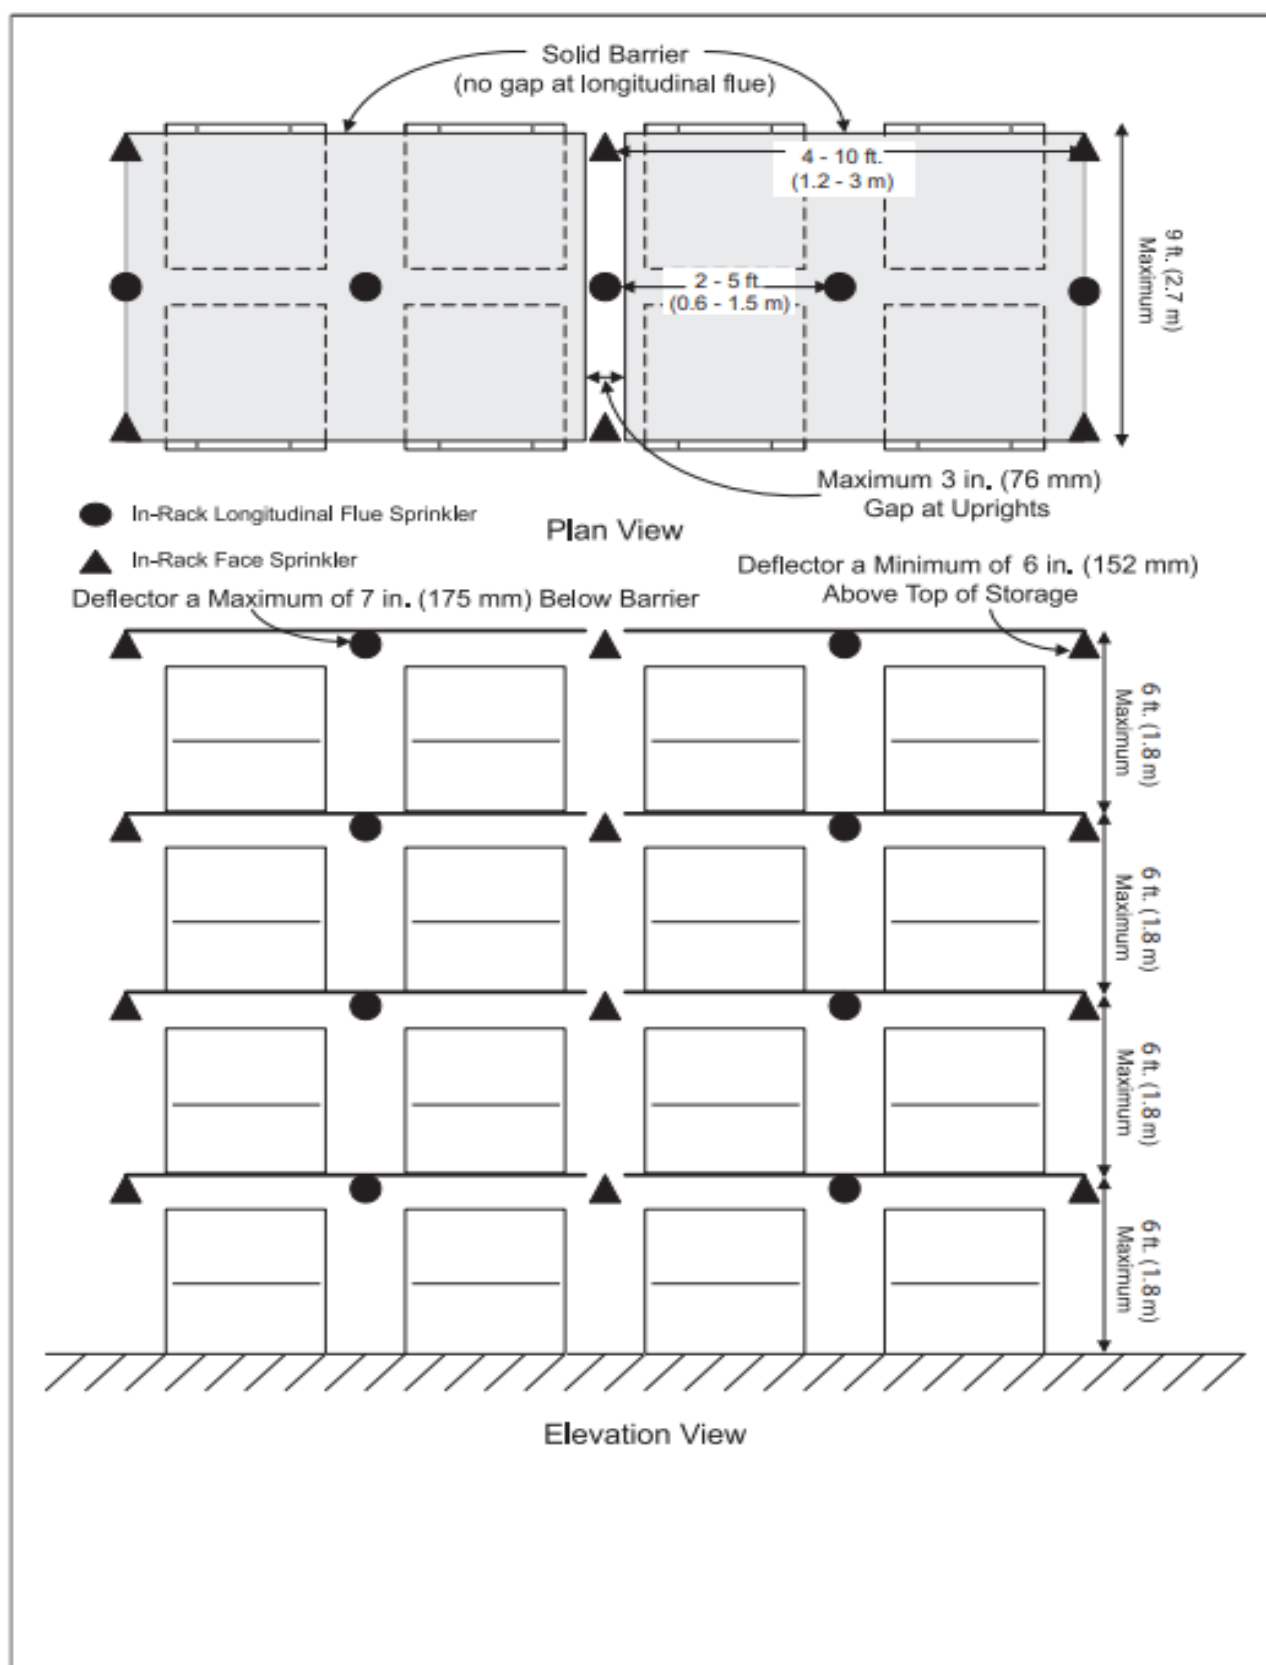 Solid Barrier
(no gap at longitudinal flue)
4 - 10 ft.
(1.2 - 3 m)
9 ft. (2.7 m)
Maximum
2 - 5 ft
(0.6 - 1.5 m)
Maximum 3 in. (76 mm)
Gap at Uprights
In-Rack Longitudinal Flue Sprinkler
Plan View
In-Rack Face Sprinkler
Deflector a Minimum of 6 in. (152 mm)
Above Top of Storage
Deflector a Maximum of 7 in. (175 mm) Below Barrier
6 ft. (1.8 m)
Maximum
6 ft. (1.8 m)
Maximum
6 ft. (1.8 m)
Maximum
6 ft. (1.8 m)
Maximum
Elevation View